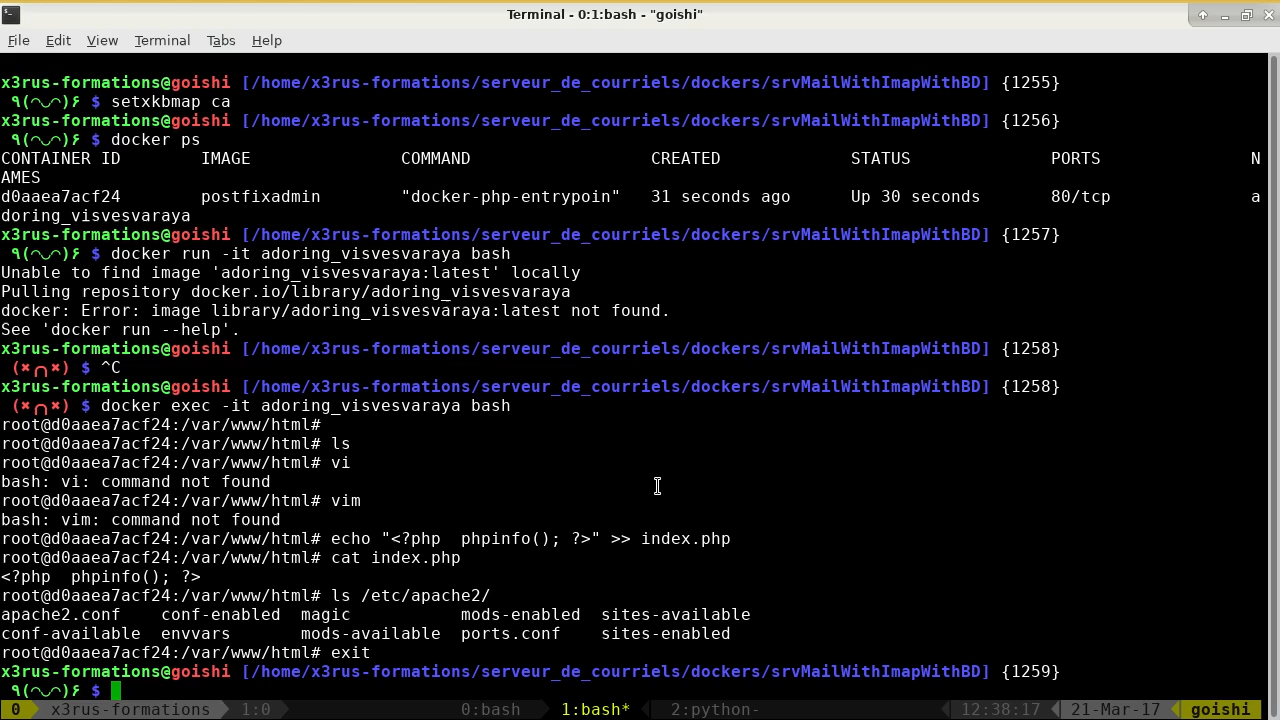 Terminal - 0:1:bash - "goishi"
File Edit View Terminal Tabs Help
x3rus-formations@goishi [/home/x3rus-formations/serveur_de_courriels/dockers/srvMailWithImapWithBD] {1255}
٩(◠◡◠)۶ $ setxkbmap ca
x3rus-formations@goishi [/home/x3rus-formations/serveur_de_courriels/dockers/srvMailWithImapWithBD] {1256}
٩(◠◡◠)۶ $ docker ps
CONTAINER ID        IMAGE               COMMAND                  CREATED             STATUS              PORTS              N
AMES
d0aaea7acf24        postfixadmin        "docker-php-entrypoin"   31 seconds ago      Up 30 seconds       80/tcp              a
doring_visvesvaraya
x3rus-formations@goishi [/home/x3rus-formations/serveur_de_courriels/dockers/srvMailWithImapWithBD] {1257}
٩(◠◡◠)۶ $ docker run -it adoring_visvesvaraya bash
Unable to find image 'adoring_visvesvaraya:latest' locally
Pulling repository docker.io/library/adoring_visvesvaraya
docker: Error: image library/adoring_visvesvaraya:latest not found.
See 'docker run --help'.
x3rus-formations@goishi [/home/x3rus-formations/serveur_de_courriels/dockers/srvMailWithImapWithBD] {1258}
(✖╭╮✖) $ ^C
x3rus-formations@goishi [/home/x3rus-formations/serveur_de_courriels/dockers/srvMailWithImapWithBD] {1258}
(✖╭╮✖) $ docker exec -it adoring_visvesvaraya bash
root@d0aaea7acf24:/var/www/html#
root@d0aaea7acf24:/var/www/html# ls
root@d0aaea7acf24:/var/www/html# vi
bash: vi: command not found
root@d0aaea7acf24:/var/www/html# vim
bash: vim: command not found
root@d0aaea7acf24:/var/www/html# echo "<?php  phpinfo(); ?>" >> index.php
root@d0aaea7acf24:/var/www/html# cat index.php
<?php  phpinfo(); ?>
root@d0aaea7acf24:/var/www/html# ls /etc/apache2/
apache2.conf    conf-enabled  magic           mods-enabled  sites-available
conf-available  envvars       mods-available  ports.conf    sites-enabled
root@d0aaea7acf24:/var/www/html# exit
x3rus-formations@goishi [/home/x3rus-formations/serveur_de_courriels/dockers/srvMailWithImapWithBD] {1259}
٩(◠◡◠)۶ $
0 x3rus-formations 1:0 0:bash 1:bash* 2:python- 12:38:17 21-Mar-17 goishi